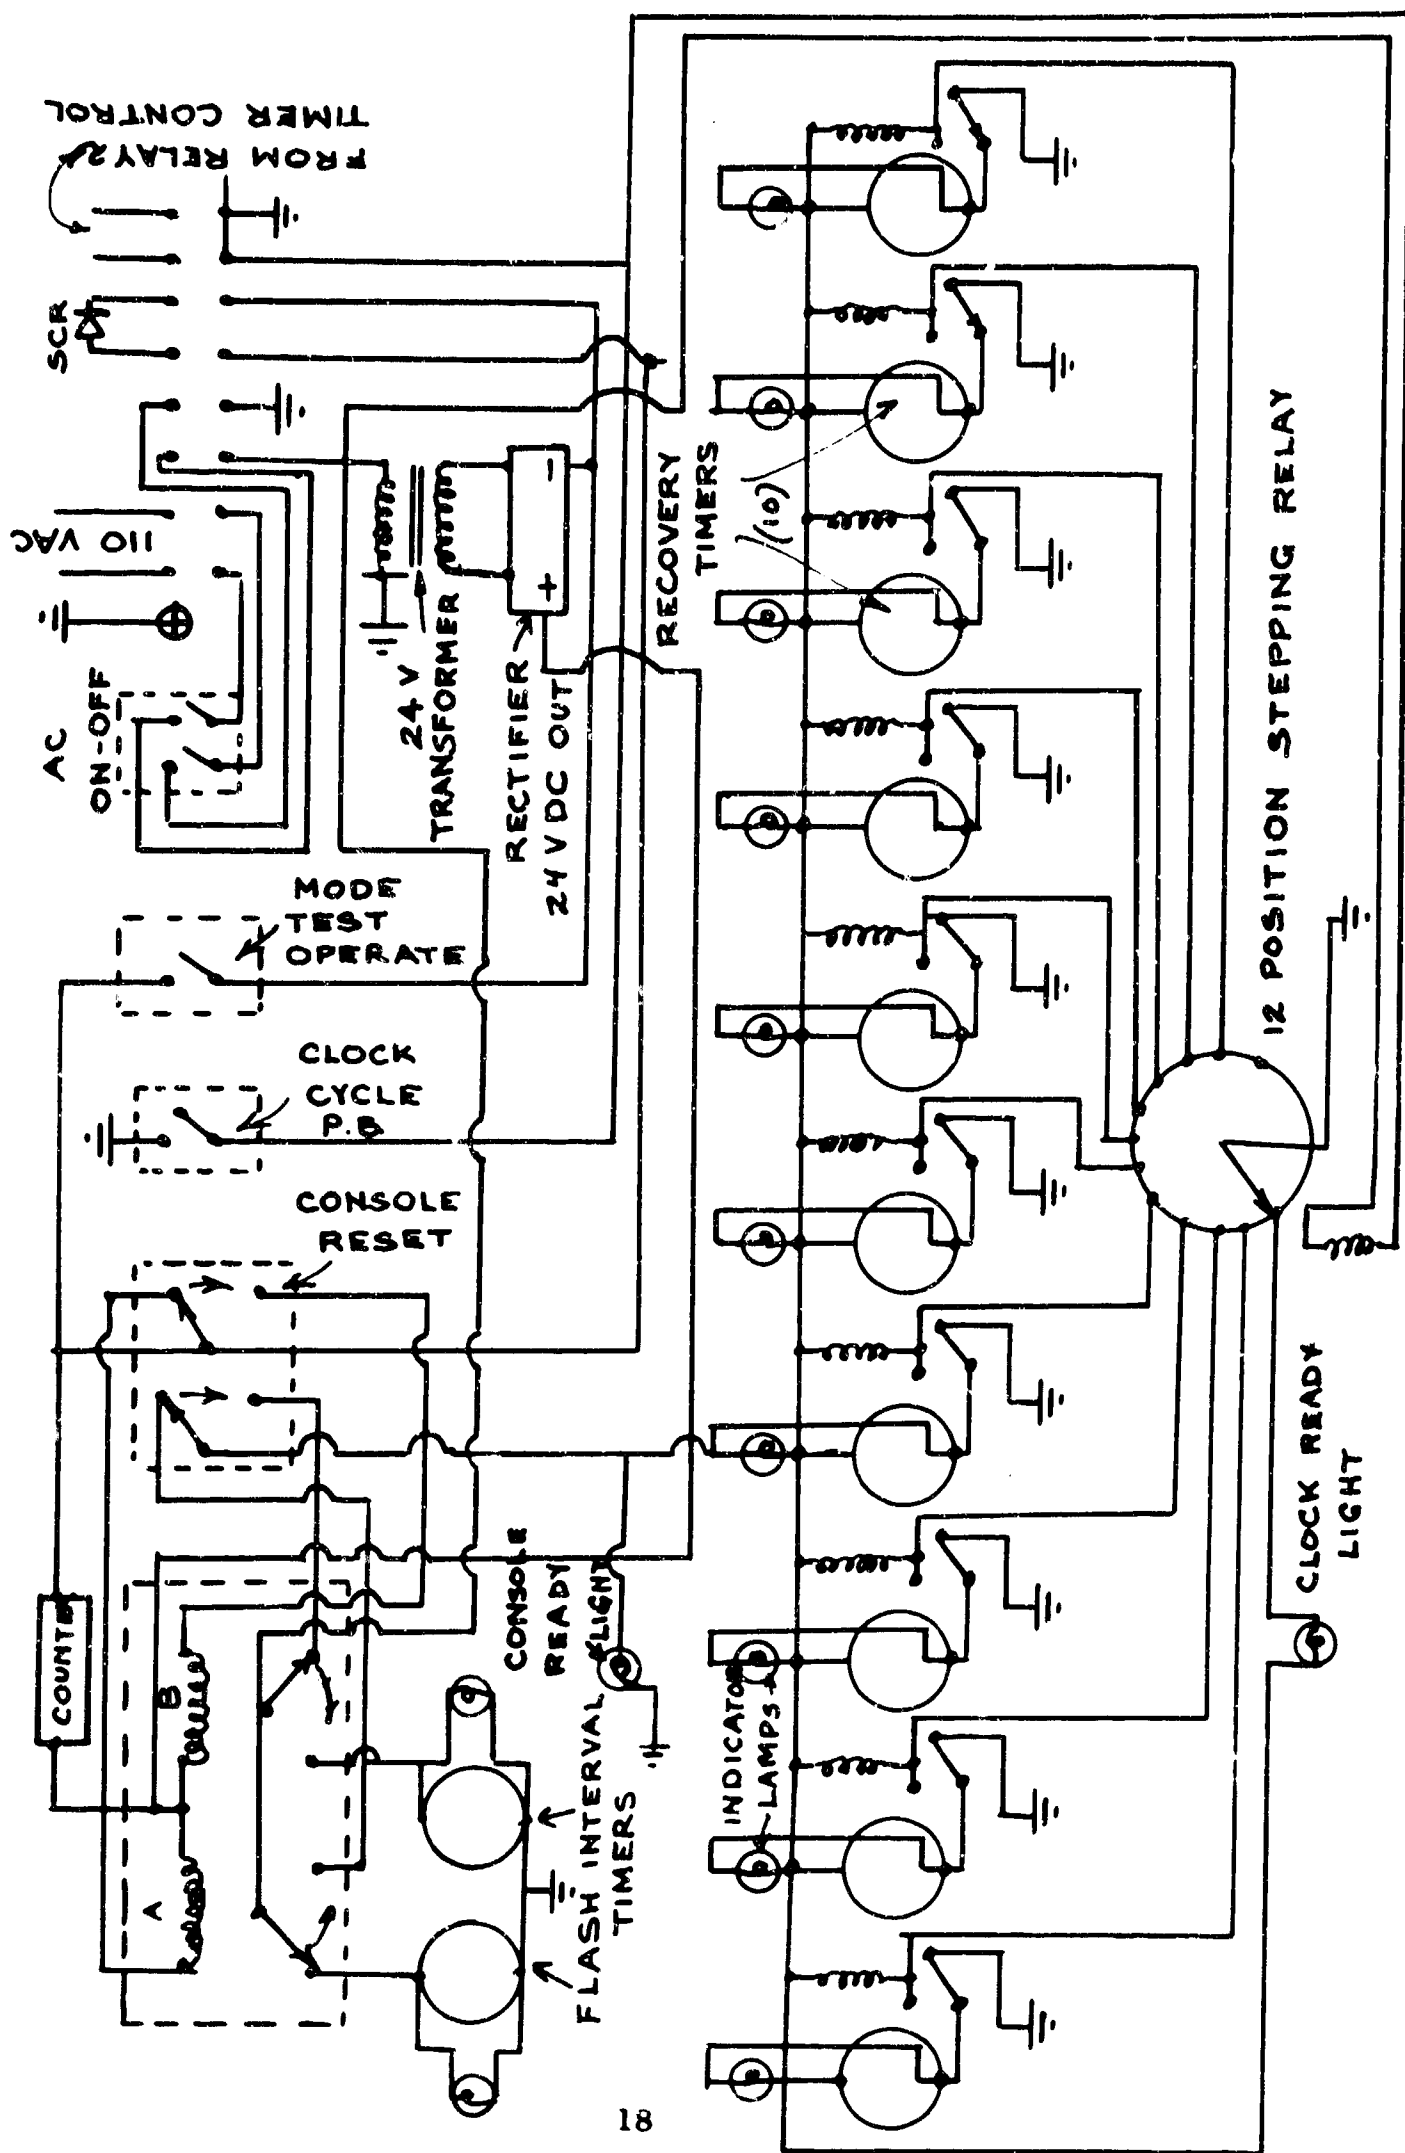 TIMER CONTROL
FROM RELAY 2
SCR
110 VAC
AC
ON-OFF
24 V
TRANSFORMER
RECTIFIER
24 V DC OUT
-
+
MODE
TEST
OPERATE
CLOCK
CYCLE
P.B
CONSOLE
RESET
COUNTE
A
B
CONSOLE
READY
LIGHT
FLASH INTERVAL
TIMERS
RECOVERY
TIMERS
(10)
INDICATOR
LAMPS
12 POSITION STEPPING RELAY
CLOCK READY
LIGHT
18